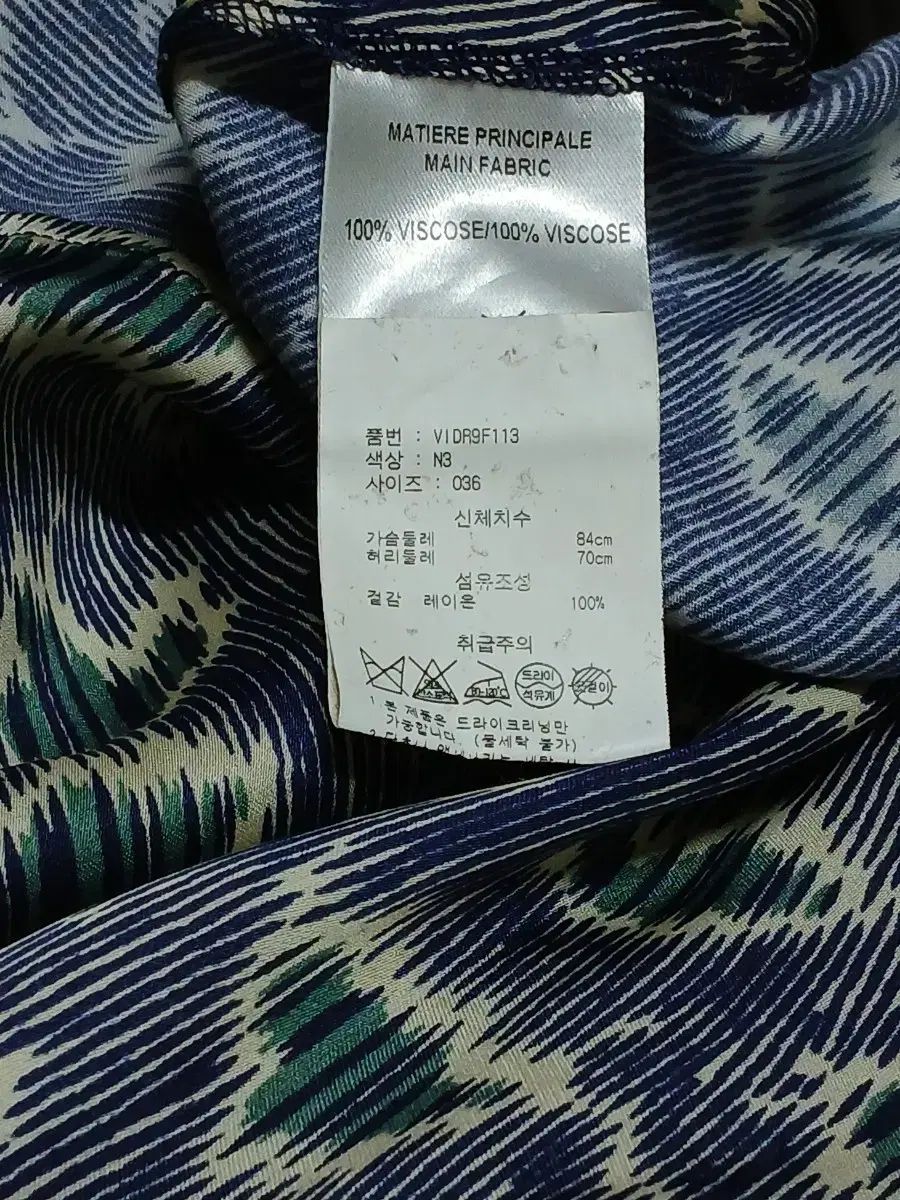 MATIERE PRINCIPALE
MAIN FABRIC
100% VISCOSE/100% VISCOSE
품번 : VIDR9F113
색상 : N3
사이즈 : 036
신체치수
가슴둘레 84cm
허리둘레 70cm
섬유조성
겉감 레이온 100%
취급주의
80-120℃
드라이
석유계
1.본 제품은 드라이크리닝만
가능합니다 (물세탁 불가)